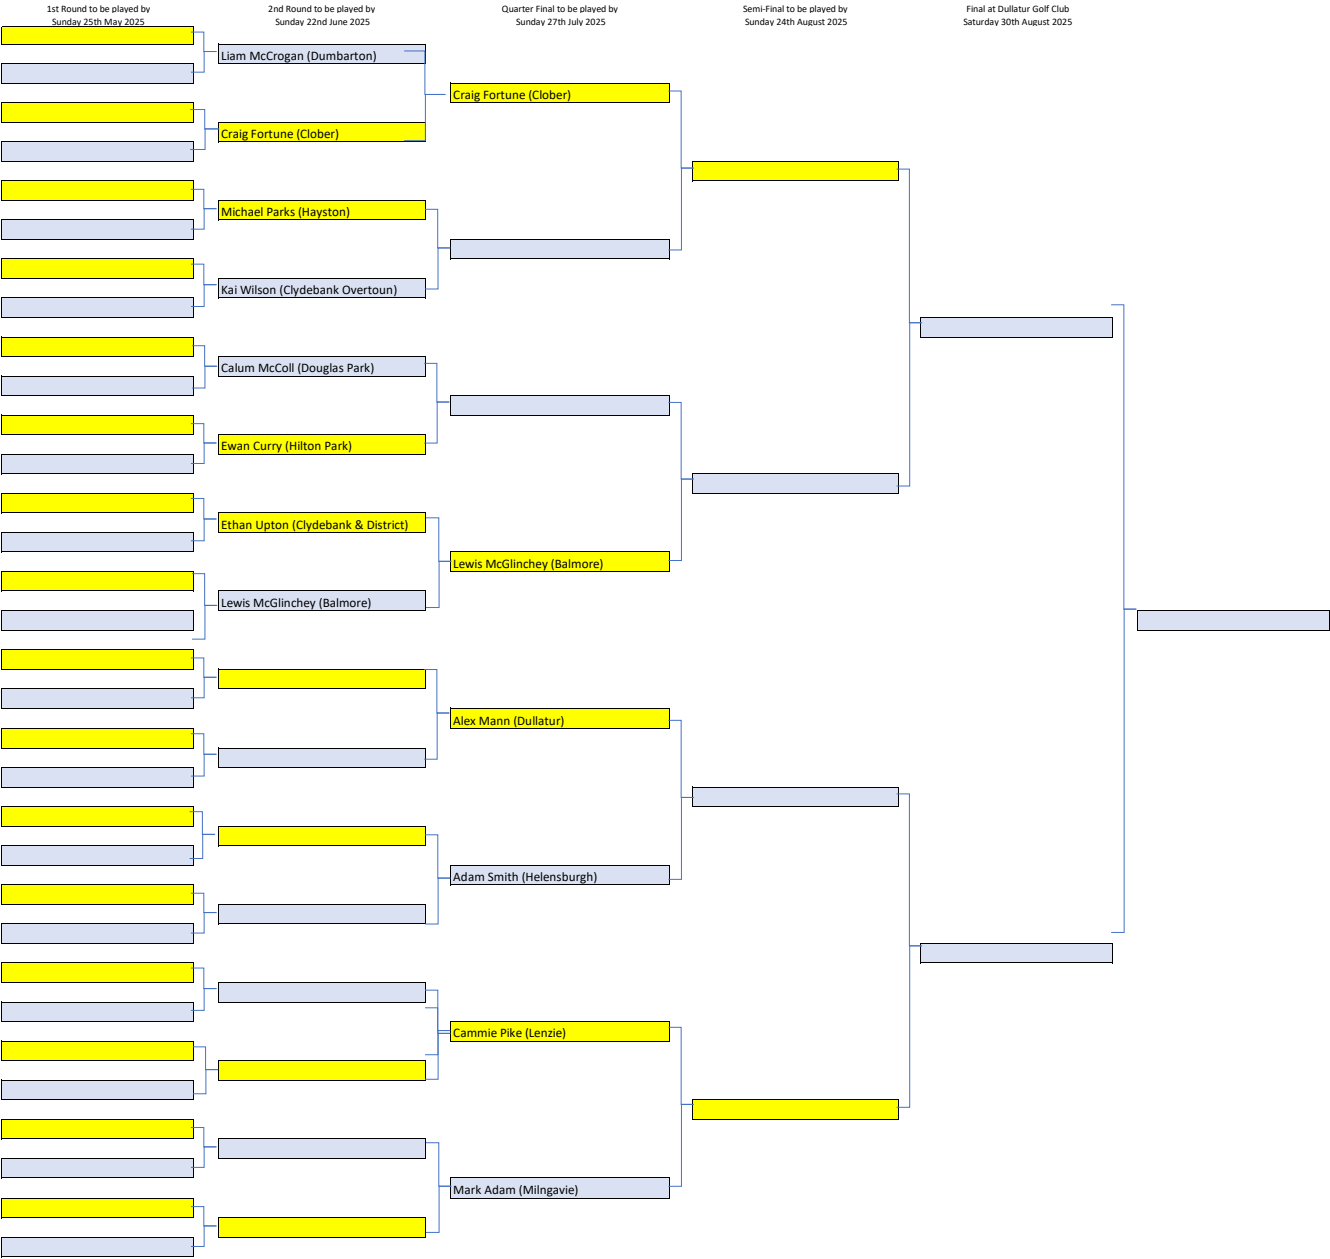 1st Round to be played by
Sunday 25th May 2025
2nd Round to be played by
Sunday 22nd June 2025
Quarter Final to be played by
Sunday 27th July 2025
Semi-Final to be played by
Sunday 24th August 2025
Final at Dullatur Golf Club
Saturday 30th August 2025
Liam McCrogan (Dumbarton)
Craig Fortune (Clober)
Craig Fortune (Clober)
Michael Parks (Hayston)
Kai Wilson (Clydebank Overtoun)
Calum McColl (Douglas Park)
Ewan Curry (Hilton Park)
Ethan Upton (Clydebank & District)
Lewis McGlinchey (Balmore)
Lewis McGlinchey (Balmore)
Alex Mann (Dullatur)
Adam Smith (Helensburgh)
Cammie Pike (Lenzie)
Mark Adam (Milngavie)